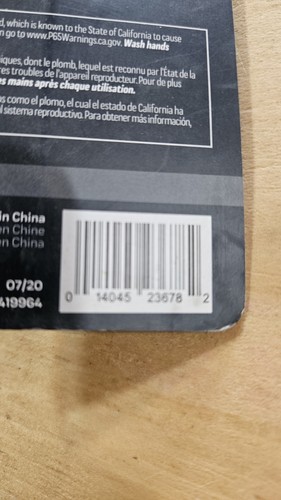 d, which is known to the State of California to cause
n go to www.P65Warnings.ca.gov. Wash hands
iques, dont le plomb, lequel est reconnu par l'État de la
res troubles de l'appareil reproducteur. Pour de plus
s mains après chaque utilisation.
as como el plomo, el cual el estado de California ha
l sistema reproductivo. Para obtener más información,
in China
en Chine
en China
07/20
419964
0 14045 23678 2